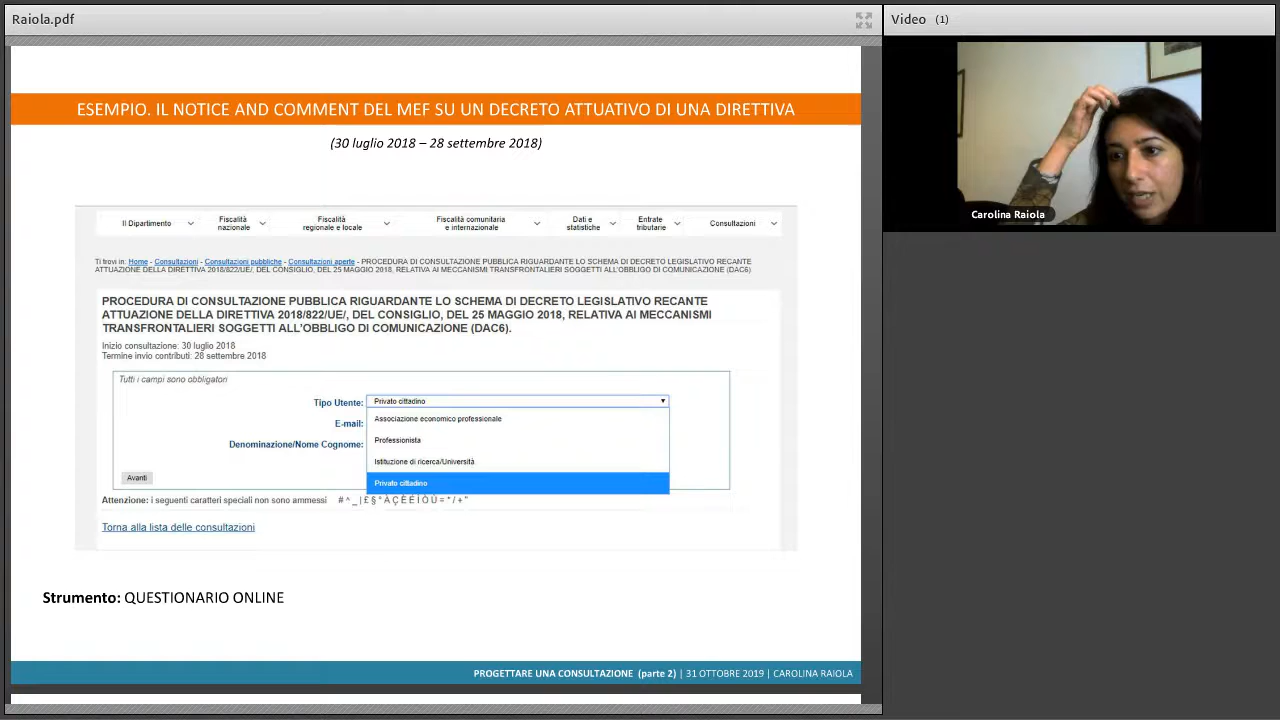 Raiola.pdf
Video (1)
ESEMPIO. IL NOTICE AND COMMENT DEL MEF SU UN DECRETO ATTUATIVO DI UNA DIRETTIVA
(30 luglio 2018 – 28 settembre 2018)
Carolina Raiola
Il Dipartimento
Fiscalità nazionale
Fiscalità regionale e locale
Fiscalità comunitaria e internazionale
Dati e statistiche
Entrate tributarie
Consultazioni
Ti trovi in: Home - Consultazioni - Consultazioni pubbliche - Consultazioni aperte - PROCEDURA DI CONSULTAZIONE PUBBLICA RIGUARDANTE LO SCHEMA DI DECRETO LEGISLATIVO RECANTE
ATTUAZIONE DELLA DIRETTIVA 2018/822/UE/, DEL CONSIGLIO, DEL 25 MAGGIO 2018, RELATIVA AI MECCANISMI TRANSFRONTALIERI SOGGETTI ALL'OBBLIGO DI COMUNICAZIONE (DAC6)
PROCEDURA DI CONSULTAZIONE PUBBLICA RIGUARDANTE LO SCHEMA DI DECRETO LEGISLATIVO RECANTE
ATTUAZIONE DELLA DIRETTIVA 2018/822/UE/, DEL CONSIGLIO, DEL 25 MAGGIO 2018, RELATIVA AI MECCANISMI
TRANSFRONTALIERI SOGGETTI ALL'OBBLIGO DI COMUNICAZIONE (DAC6).
Inizio consultazione: 30 luglio 2018
Termine invio contributi: 28 settembre 2018
Tutti i campi sono obbligatori
Tipo Utente: Privato cittadino
Associazione economico professionale
E-mail:
Professionista
Denominazione/Nome Cognome:
Istituzione di ricerca/Università
Privato cittadino
Avanti
Attenzione: i seguenti caratteri speciali non sono ammessi # ^ _ | £ § ° À Ç È É Ì Ò Ù = * / + "
Torna alla lista delle consultazioni
Strumento: QUESTIONARIO ONLINE
PROGETTARE UNA CONSULTAZIONE (parte 2) | 31 OTTOBRE 2019 | CAROLINA RAIOLA